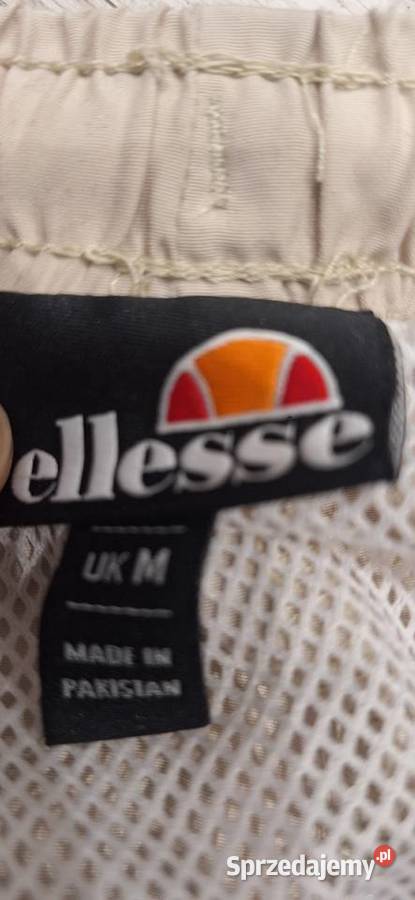 ellesse
UK M
MADE IN
PAKISTAN
Sprzedajemy.pl